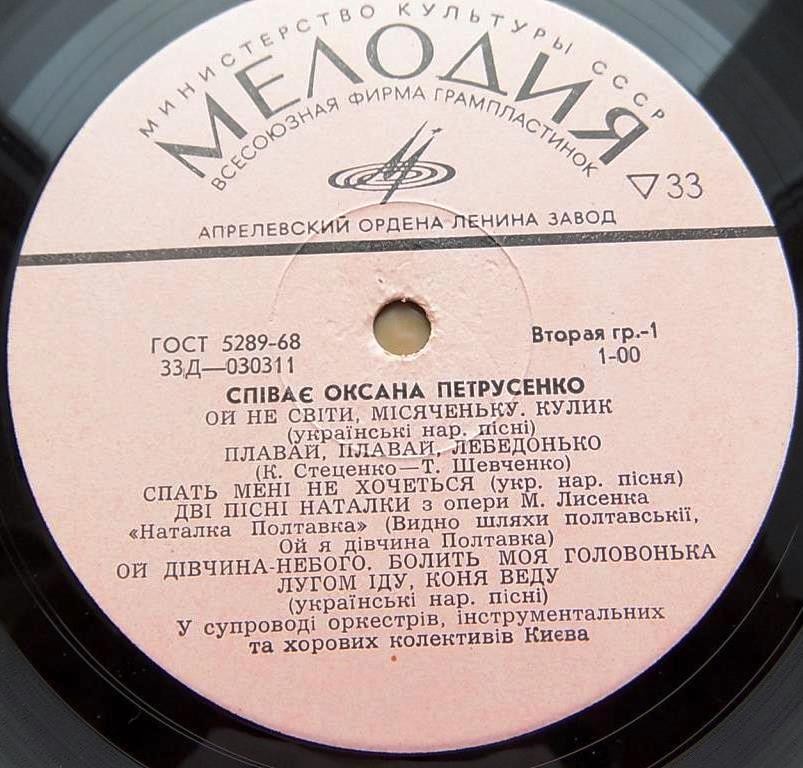 МИНИСТЕРСТВО КУЛЬТУРЫ СССР
МЕЛОДИЯ
ВСЕСОЮЗНАЯ ФИРМА ГРАМПЛАСТИНОК
▽33
АПРЕЛЕВСКИЙ ОРДЕНА ЛЕНИНА ЗАВОД
ГОСТ 5289-68
33Д—030311
Вторая гр.-1
1-00
СПІВАЄ ОКСАНА ПЕТРУСЕНКО
ОЙ НЕ СВІТИ, МІСЯЧЕНЬКУ. КУЛИК
(українські нар. пісні)
ПЛАВАЙ, ПЛАВАЙ, ЛЕБЕДОНЬКО
(К. Стеценко—Т. Шевченко)
СПАТЬ МЕНІ НЕ ХОЧЕТЬСЯ (укр. нар. пісня)
ДВІ ПІСНІ НАТАЛКИ з опери М. Лисенка
«Наталка Полтавка» (Видно шляхи полтавськії,
Ой я дівчина Полтавка)
ОЙ ДІВЧИНА-НЕБОГО. БОЛИТЬ МОЯ ГОЛОВОНЬКА
ЛУГОМ ІДУ, КОНЯ ВЕДУ
(українські нар. пісні)
У супроводі оркестрів, інструментальних
та хорових колективів Києва